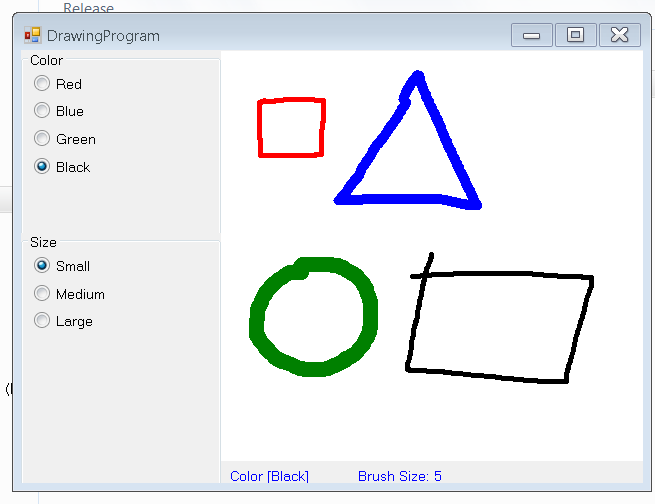 Release
DrawingProgram
Color
Red
Blue
Green
Black
Size
Small
Medium
Large
Color [Black] Brush Size: 5